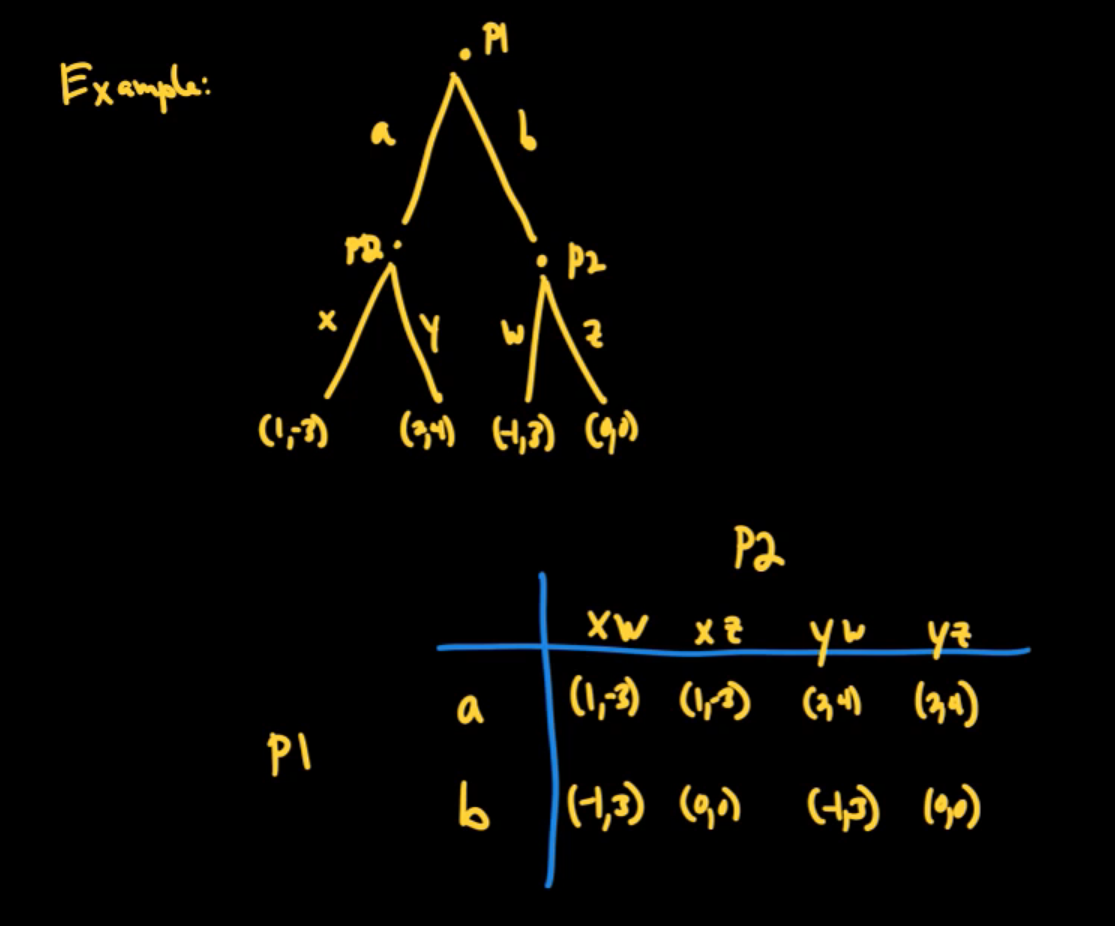 P1
Example:
a b
P2 P2
x y w z
(1,-3) (2,4) (-1,3) (0,0)
P2
xw xz yw yz
a (1,-3) (1,-3) (2,4) (2,4)
P1
b (-1,3) (0,0) (-1,3) (0,0)